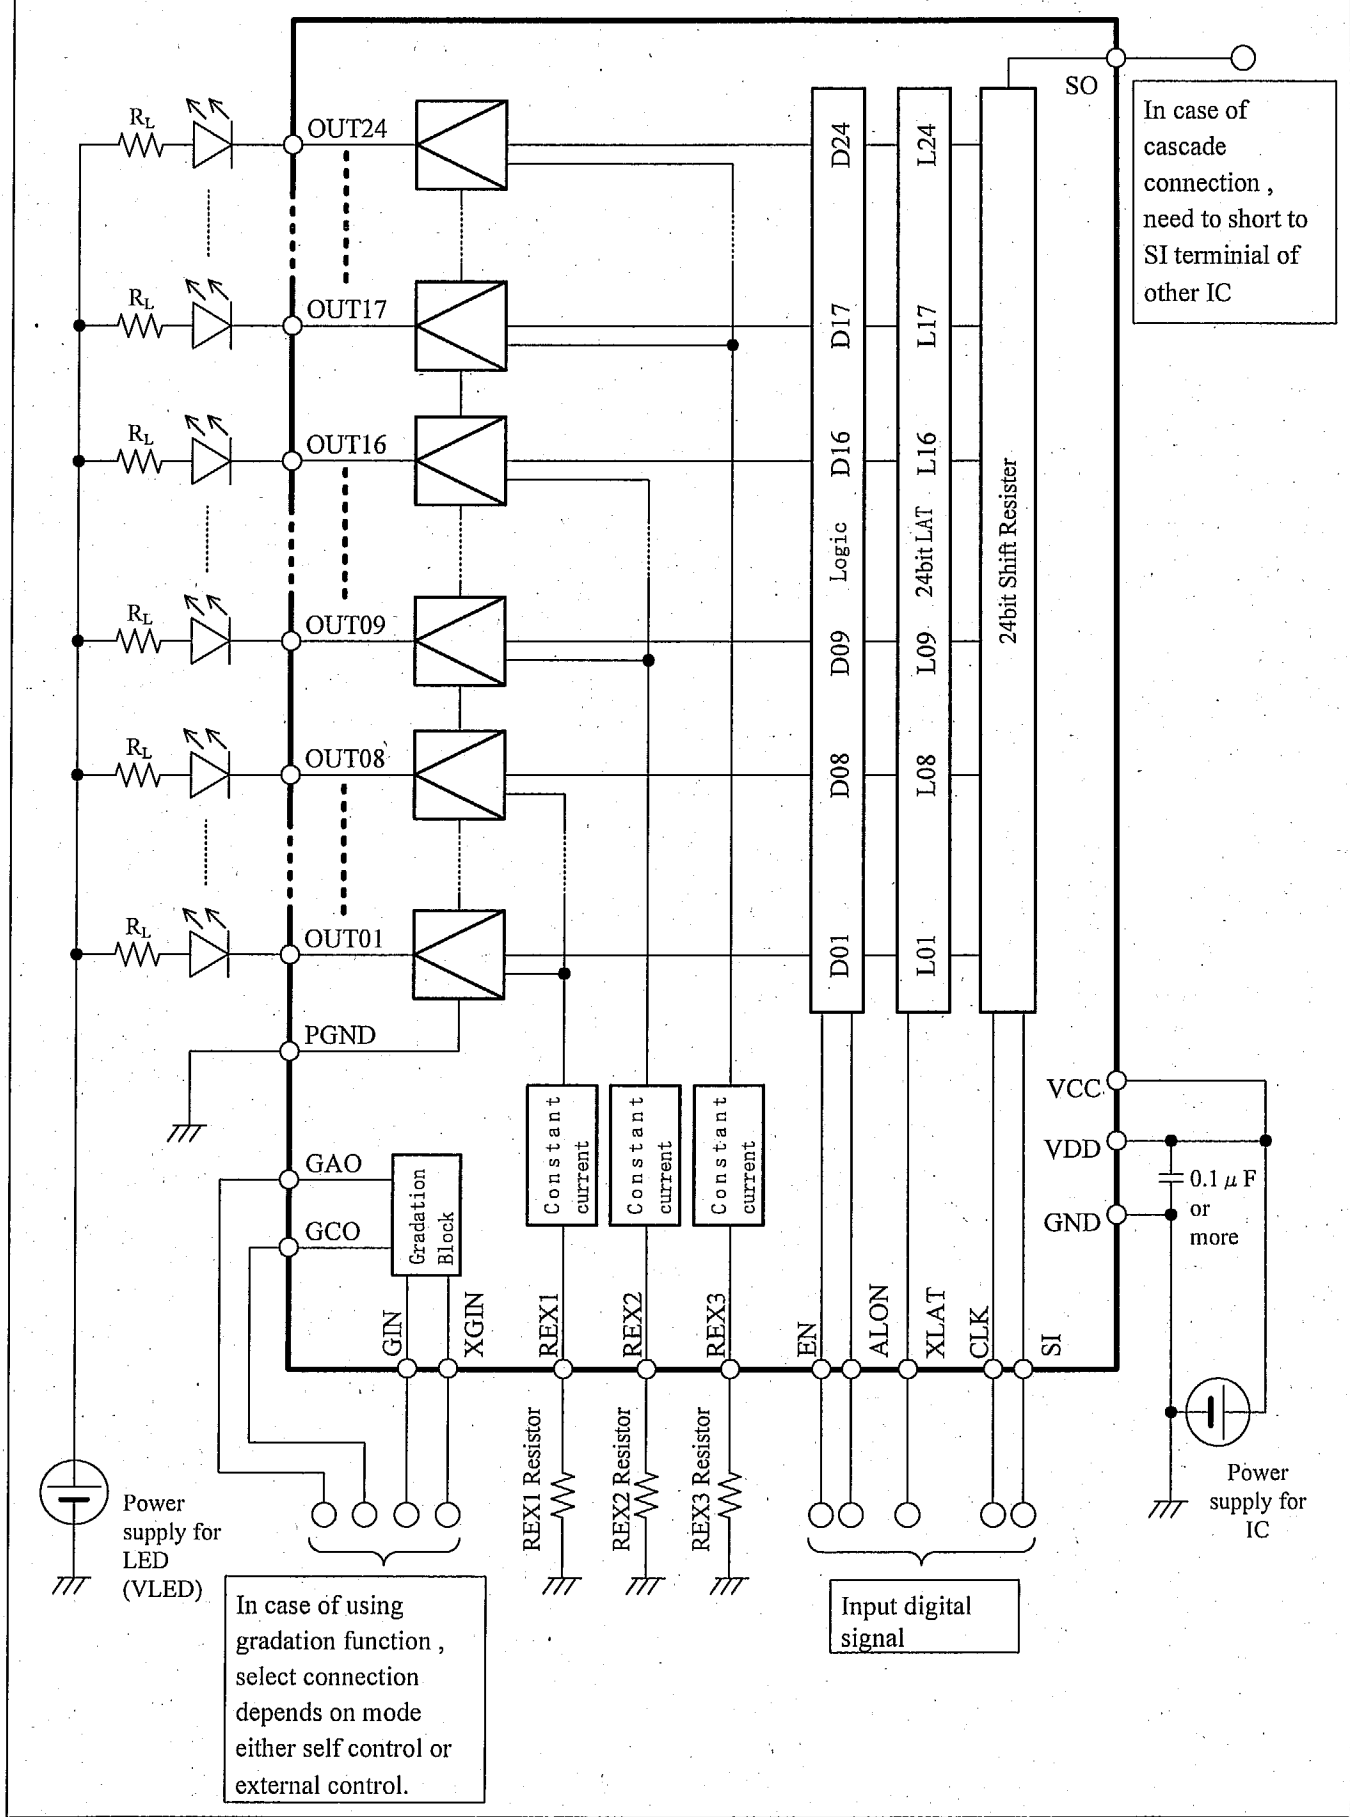 SO
In case of
cascade
connection ,
need to short to
SI terminial of
other IC
RL
OUT24
D24
L24
RL
OUT17
D17
L17
RL
OUT16
D16
L16
Logic
24bit LAT
24bit Shift Resister
RL
OUT09
D09
L09
RL
OUT08
D08
L08
RL
OUT01
D01
L01
PGND
VCC
VDD
GND
0.1 μ F
or
more
Constant
current
Constant
current
Constant
current
GAO
GCO
Gradation
Block
GIN
XGIN
REX1
REX2
REX3
EN
ALON
XLAT
CLK
SI
REX1 Resistor
REX2 Resistor
REX3 Resistor
Power
supply for
IC
Power
supply for
LED
(VLED)
In case of using
gradation function ,
select connection
depends on mode
either self control or
external control.
Input digital
signal